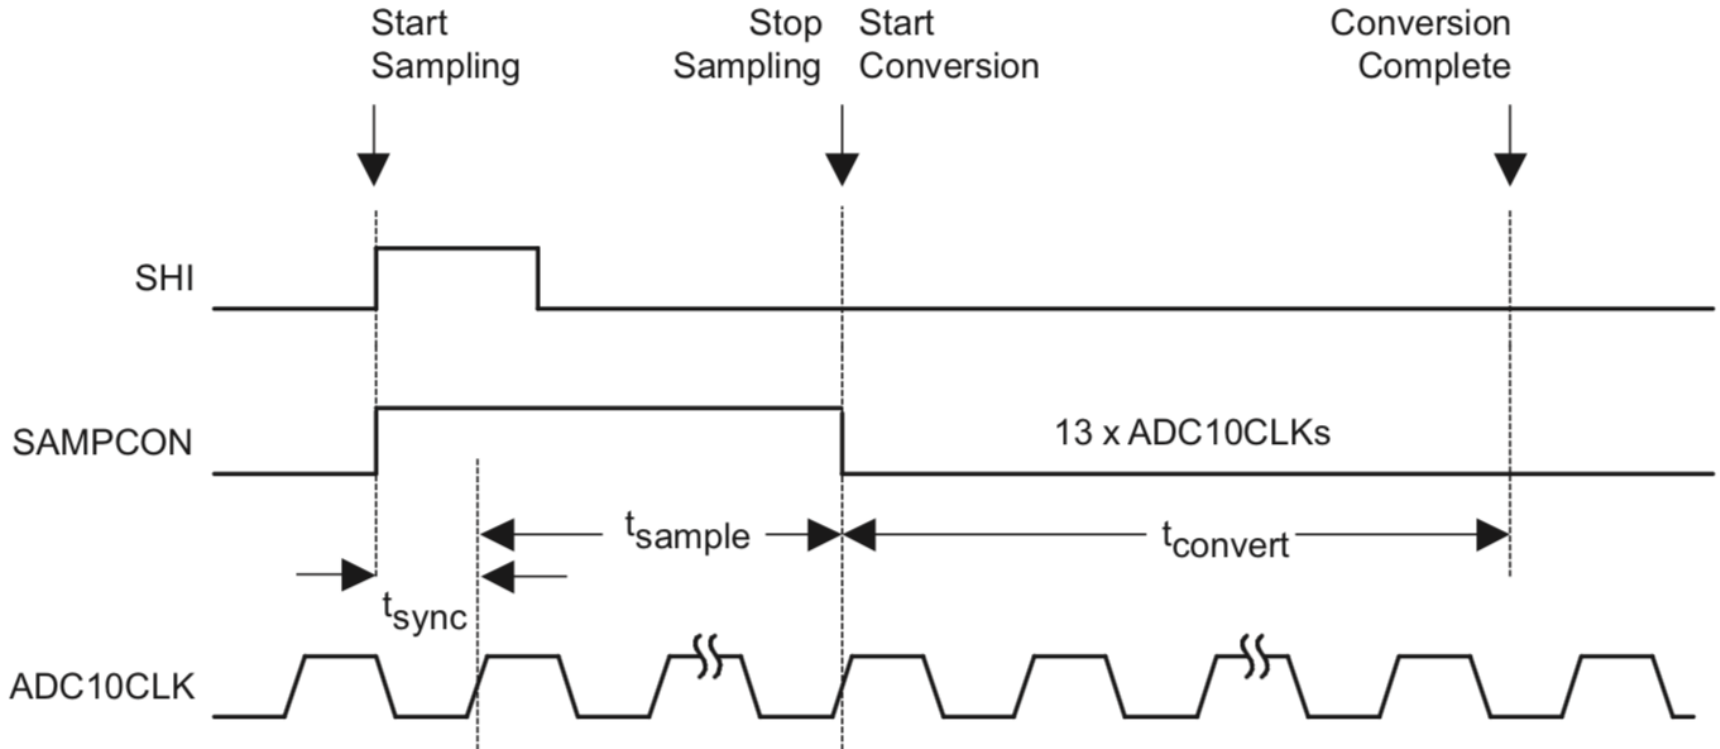 Start
Sampling
Stop
Sampling
Start
Conversion
Conversion
Complete
SHI
SAMPCON
13 x ADC10CLKs
tsample
tconvert
tsync
ADC10CLK